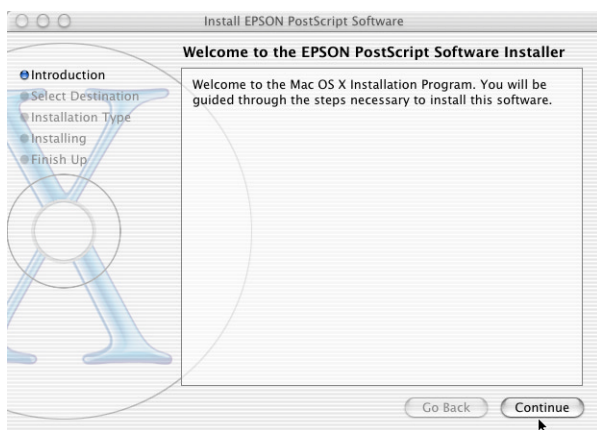 Install EPSON PostScript Software
Welcome to the EPSON PostScript Software Installer
Introduction
Select Destination
Installation Type
Installing
Finish Up
Welcome to the Mac OS X Installation Program. You will be
guided through the steps necessary to install this software.
Go Back
Continue